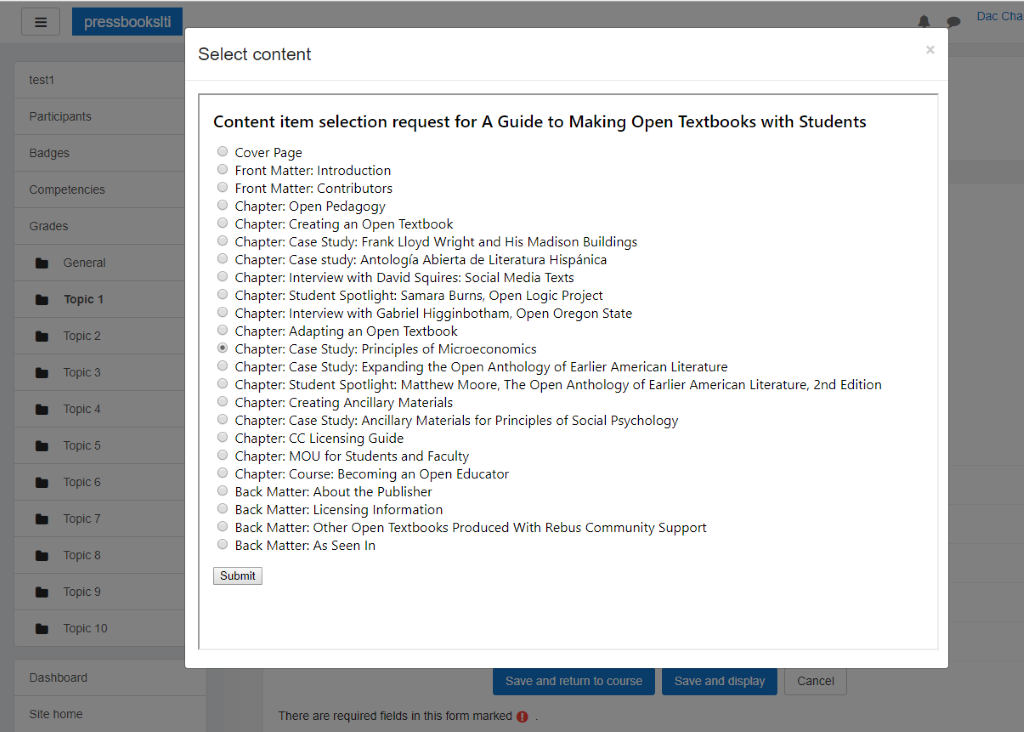 pressbookslti
Dac Cha
Select content
×
test1
Participants
Badges
Competencies
Grades
General
Topic 1
Topic 2
Topic 3
Topic 4
Topic 5
Topic 6
Topic 7
Topic 8
Topic 9
Topic 10
Dashboard
Site home
Content item selection request for A Guide to Making Open Textbooks with Students
Cover Page
Front Matter: Introduction
Front Matter: Contributors
Chapter: Open Pedagogy
Chapter: Creating an Open Textbook
Chapter: Case Study: Frank Lloyd Wright and His Madison Buildings
Chapter: Case study: Antología Abierta de Literatura Hispánica
Chapter: Interview with David Squires: Social Media Texts
Chapter: Student Spotlight: Samara Burns, Open Logic Project
Chapter: Interview with Gabriel Higginbotham, Open Oregon State
Chapter: Adapting an Open Textbook
Chapter: Case Study: Principles of Microeconomics
Chapter: Case Study: Expanding the Open Anthology of Earlier American Literature
Chapter: Student Spotlight: Matthew Moore, The Open Anthology of Earlier American Literature, 2nd Edition
Chapter: Creating Ancillary Materials
Chapter: Case Study: Ancillary Materials for Principles of Social Psychology
Chapter: CC Licensing Guide
Chapter: MOU for Students and Faculty
Chapter: Course: Becoming an Open Educator
Back Matter: About the Publisher
Back Matter: Licensing Information
Back Matter: Other Open Textbooks Produced With Rebus Community Support
Back Matter: As Seen In
Submit
Save and return to course
Save and display
Cancel
There are required fields in this form marked .